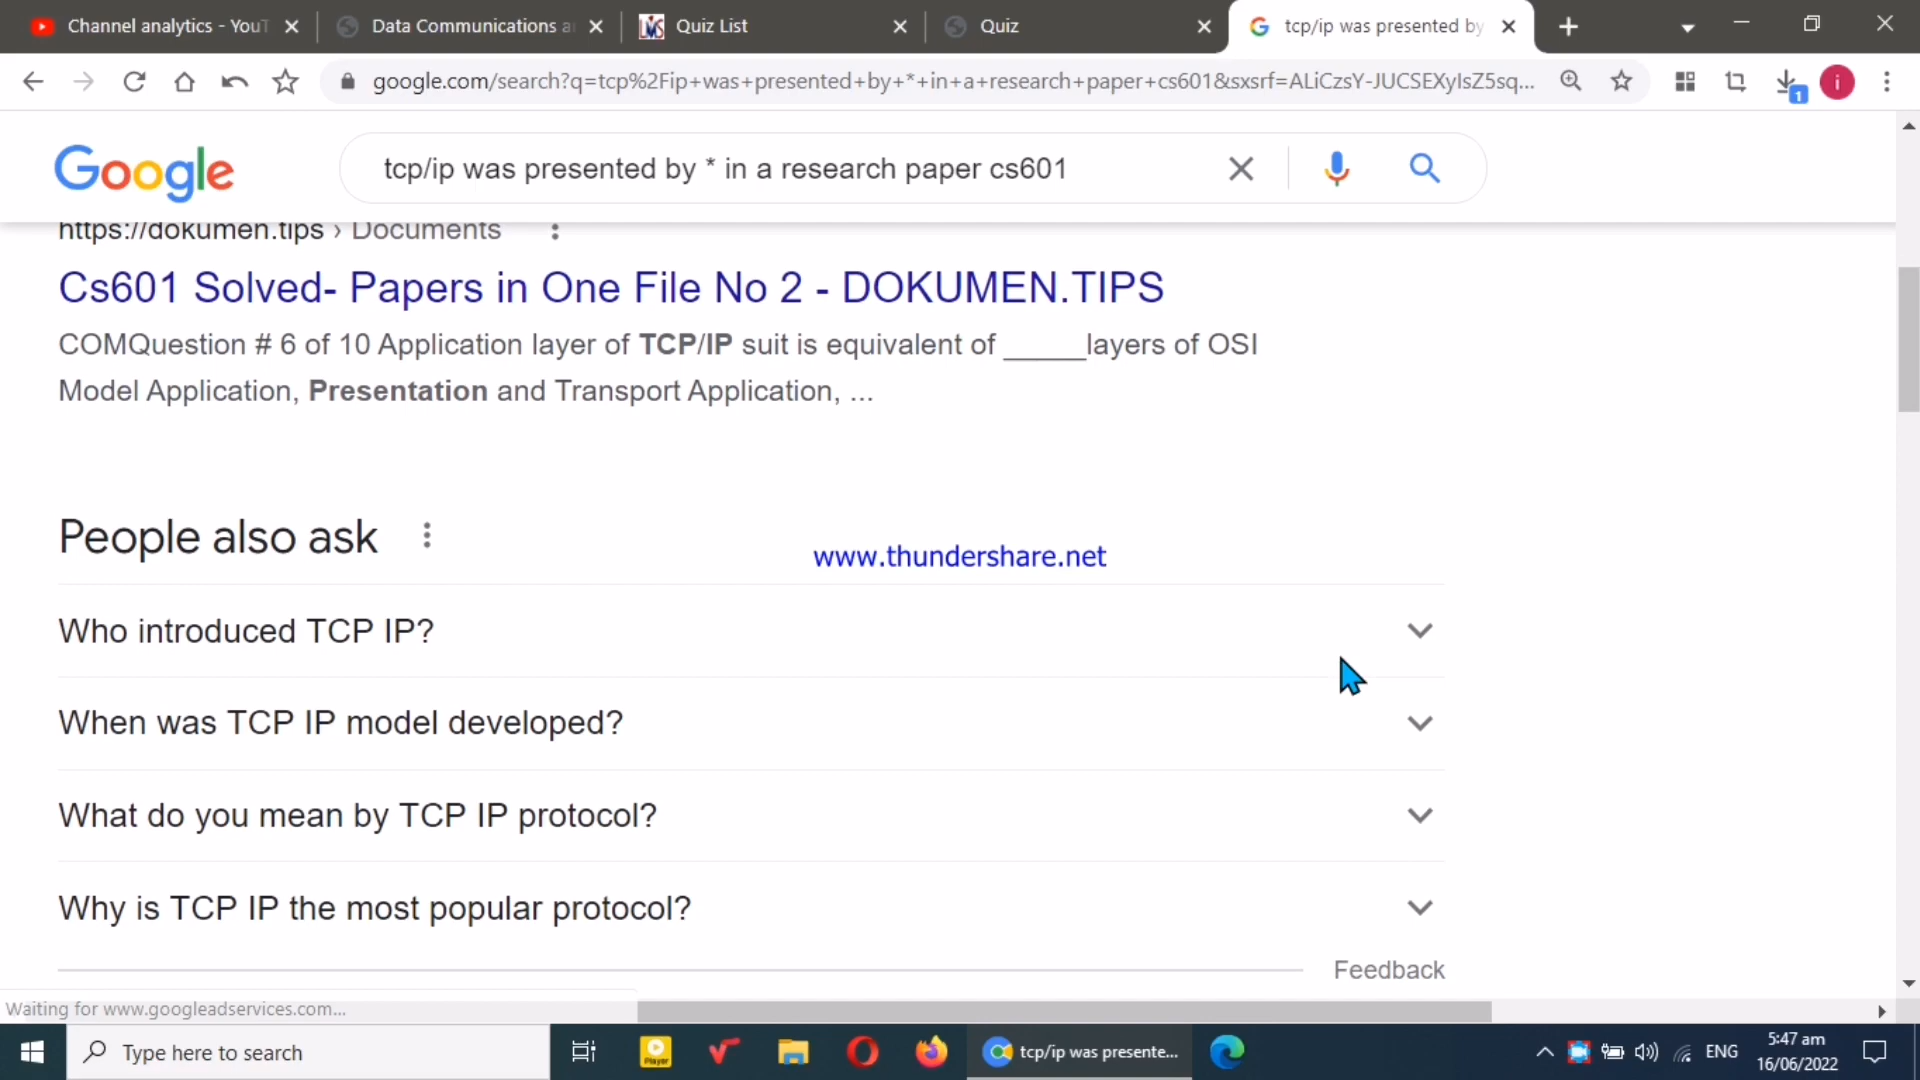 Channel analytics - YouT
Data Communications a
VMS
Quiz List
Quiz
tcp/ip was presented by
google.com/search?q=tcp%2Fip+was+presented+by+*+in+a+research+paper+cs601&sxsrf=ALiCzsY-JUCSEXyIsZ5sq...
1
i
Google
tcp/ip was presented by * in a research paper cs601
https://dokumen.tips › Documents
Cs601 Solved- Papers in One File No 2 - DOKUMEN.TIPS
COMQuestion # 6 of 10 Application layer of TCP/IP suit is equivalent of _____layers of OSI
Model Application, Presentation and Transport Application, ...
People also ask
www.thundershare.net
Who introduced TCP IP?
When was TCP IP model developed?
What do you mean by TCP IP protocol?
Why is TCP IP the most popular protocol?
Feedback
Waiting for www.googleadservices.com...
Type here to search
Player
tcp/ip was presente...
ENG
5:47 am
16/06/2022